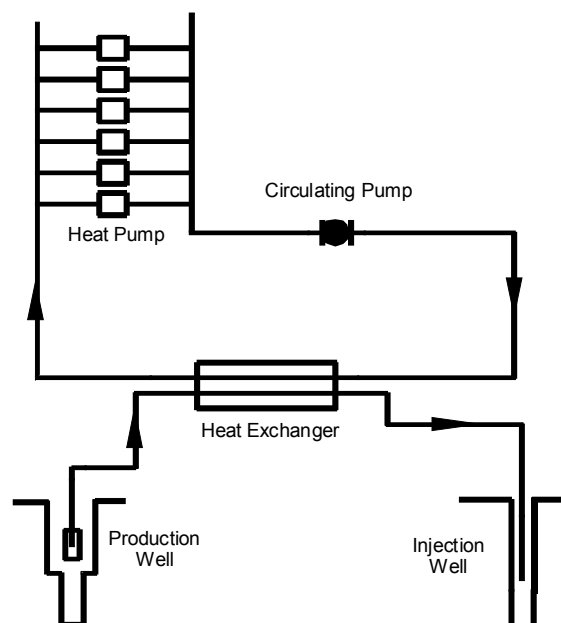 Circulating Pump
Heat Pump
Heat Exchanger
Production
Well
Injection
Well